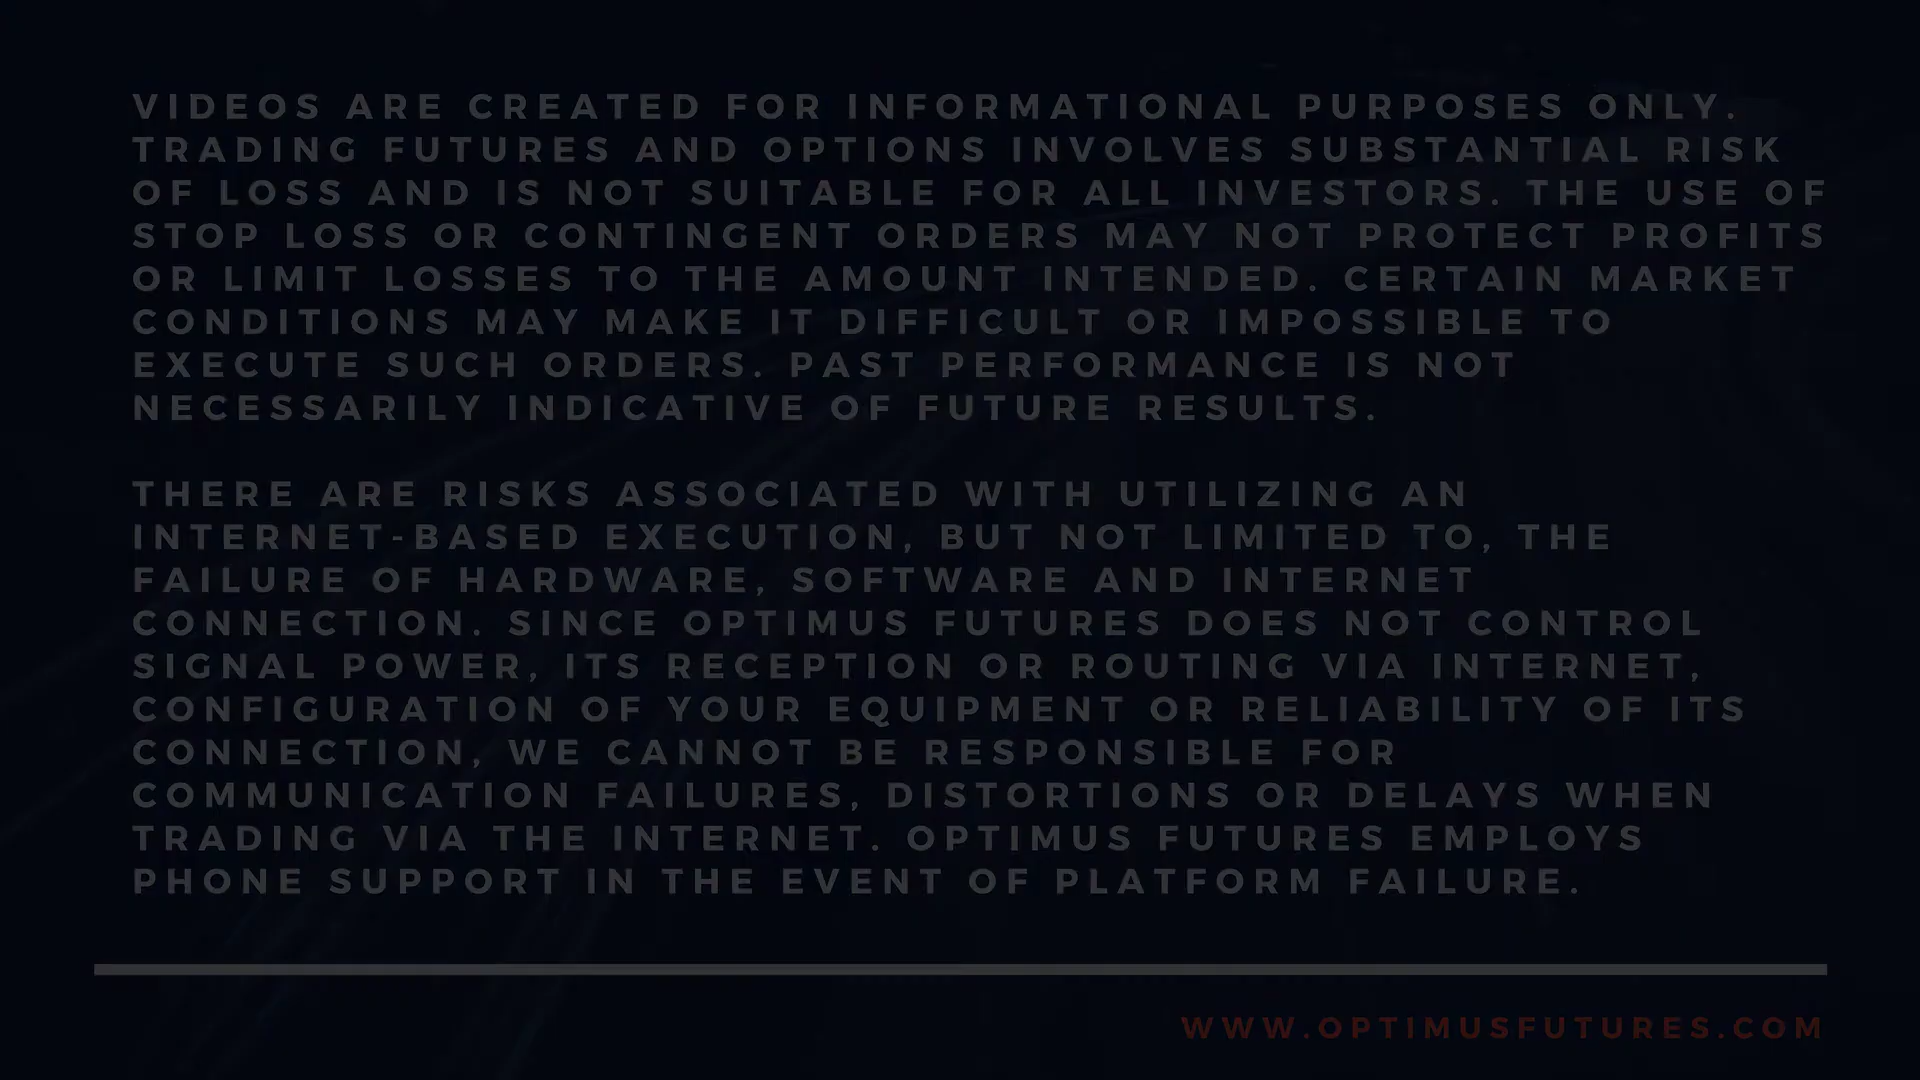 VIDEOS ARE CREATED FOR INFORMATIONAL PURPOSES ONLY.
TRADING FUTURES AND OPTIONS INVOLVES SUBSTANTIAL RISK
OF LOSS AND IS NOT SUITABLE FOR ALL INVESTORS. THE USE OF
STOP LOSS OR CONTINGENT ORDERS MAY NOT PROTECT PROFITS
OR LIMIT LOSSES TO THE AMOUNT INTENDED. CERTAIN MARKET
CONDITIONS MAY MAKE IT DIFFICULT OR IMPOSSIBLE TO
EXECUTE SUCH ORDERS. PAST PERFORMANCE IS NOT
NECESSARILY INDICATIVE OF FUTURE RESULTS.
THERE ARE RISKS ASSOCIATED WITH UTILIZING AN
INTERNET-BASED EXECUTION, BUT NOT LIMITED TO, THE
FAILURE OF HARDWARE, SOFTWARE AND INTERNET
CONNECTION. SINCE OPTIMUS FUTURES DOES NOT CONTROL
SIGNAL POWER, ITS RECEPTION OR ROUTING VIA INTERNET,
CONFIGURATION OF YOUR EQUIPMENT OR RELIABILITY OF ITS
CONNECTION, WE CANNOT BE RESPONSIBLE FOR
COMMUNICATION FAILURES, DISTORTIONS OR DELAYS WHEN
TRADING VIA THE INTERNET. OPTIMUS FUTURES EMPLOYS
PHONE SUPPORT IN THE EVENT OF PLATFORM FAILURE.
WWW.OPTIMUSFUTURES.COM